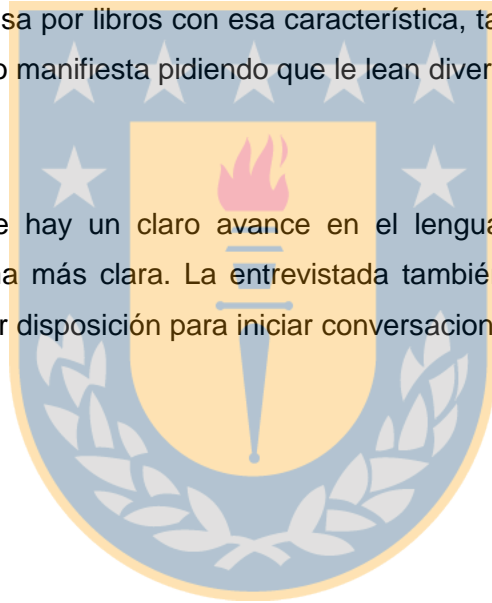 sa por libros con esa característica, ta
o manifiesta pidiendo que le lean diver
e hay un claro avance en el lengua
na más clara. La entrevistada tambié
r disposición para iniciar conversacion